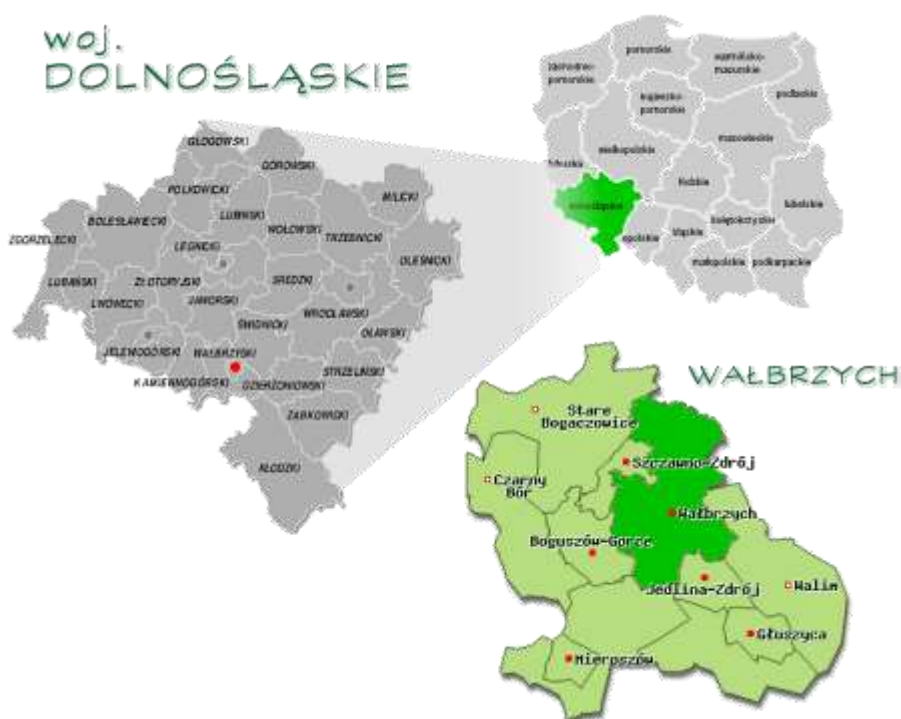 woj.
DOLNOŚLĄSKIE
pomorskie
zachodnio-
pomorskie
warmińsko-
mazurskie
podlaskie
kujawsko-
pomorskie
mazowieckie
wielkopolskie
lubuskie
łódzkie
lubelskie
dolnośląskie
opolskie
śląskie
świętokrzyskie
małopolskie
podkarpackie
GŁOGOWSKI
GÓROWSKI
POLKOWICKI
MILICKI
LUBIŃSKI
BOLESŁAWIECKI
WOŁOWSKI
TRZEBNICKI
ZGORZELECKI
LEGNICKI
OLEŚNICKI
LUBAŃSKI
ZŁOTORYJSKI
ŚREDZKI
LWÓWECKI
JAWORSKI
WROCŁAWSKI
ŚWIDNICKI
OŁAWSKI
JELENIOGÓRSKI
WAŁBRZYSKI
STRZELIŃSKI
KAMIENNOGÓRSKI
DZIERŻONIOWSKI
ZĄBKOWSKI
KŁODZKI
WAŁBRZYCH
Stare
Bogaczowice
Szczawno-Zdrój
Czarny
Bór
Wałbrzych
Boguszów-Gorce
Jedlina-Zdrój
Walim
Głuszyca
Mieroszów